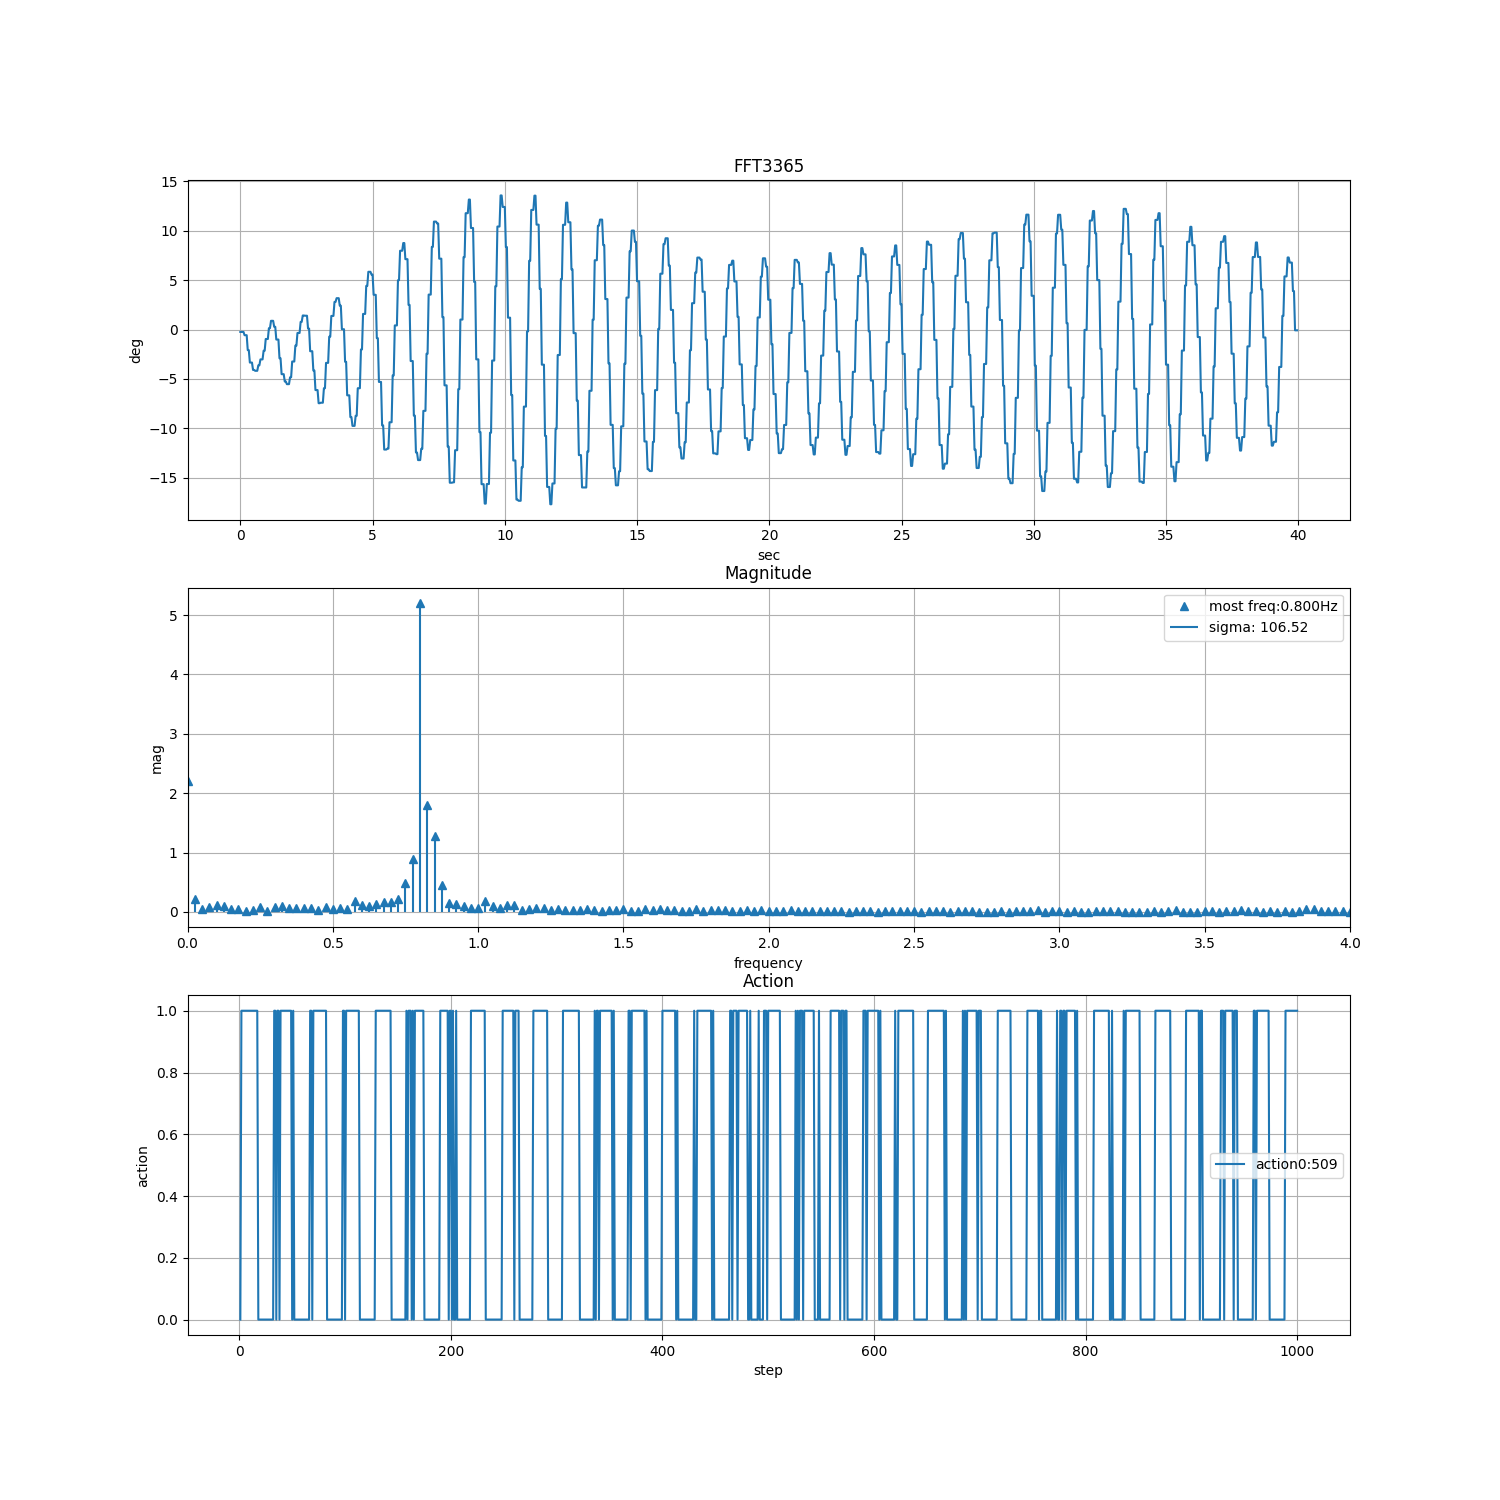 FFT3365
15
10
5
0
−5
−10
−15
deg
0 5 10 15 20 25 30 35 40
sec
Magnitude
most freq:0.800Hz
sigma: 106.52
5
4
3
2
1
0
mag
0.0 0.5 1.0 1.5 2.0 2.5 3.0 3.5 4.0
frequency
Action
1.0
0.8
0.6
0.4
0.2
0.0
action
action0:509
0 200 400 600 800 1000
step